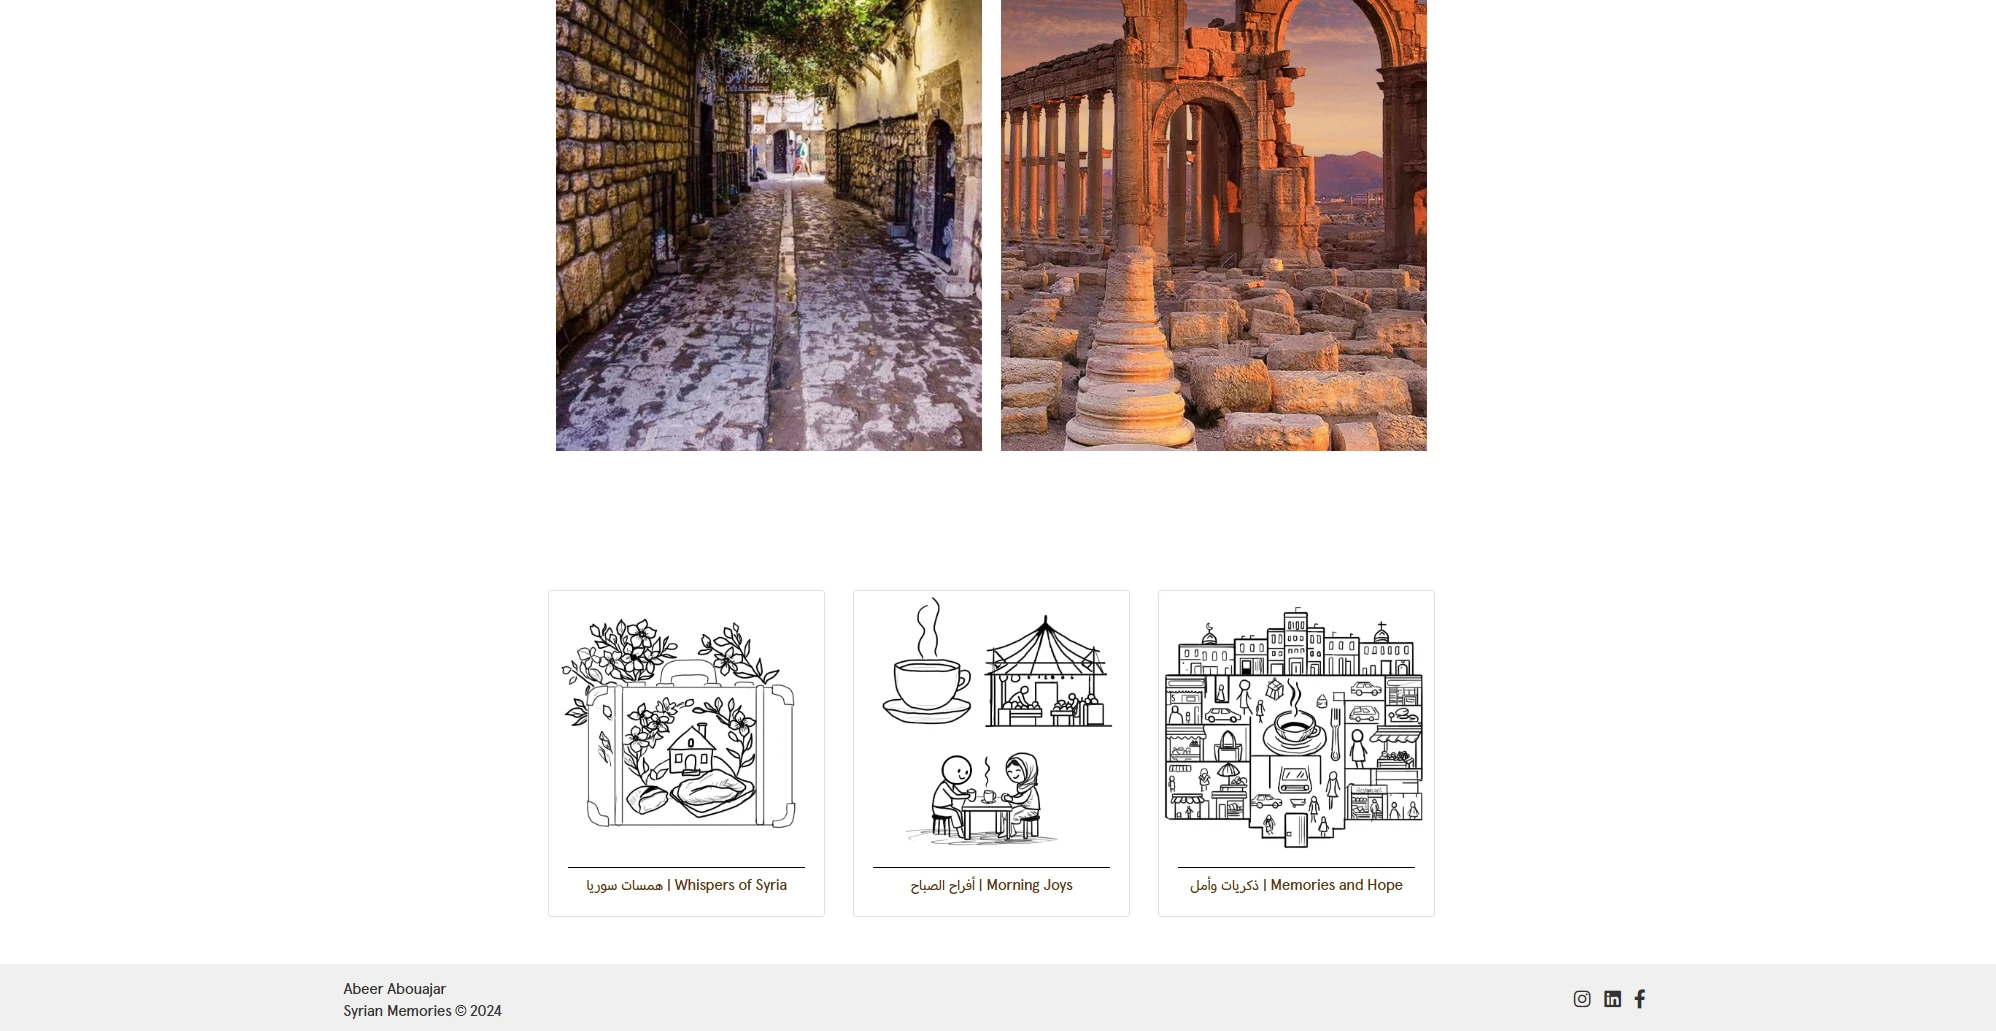 همسات سوريا | Whispers of Syria
أفراح الصباح | Morning Joys
ذكريات وأمل | Memories and Hope
Abeer Abouajar
Syrian Memories © 2024